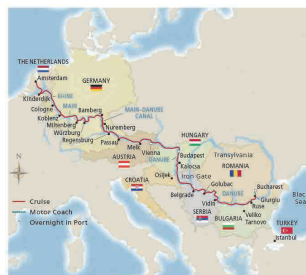 THE NETHERLANDS
Amsterdam
GERMANY
Kinderdijk
RHINE
Cologne
MAIN
Koblenz
Bamberg
MAIN-DANUBE
CANAL
Miltenberg
Würzburg
Nuremberg
Regensburg
Passau
Melk
Vienna
DANUBE
AUSTRIA
HUNGARY
Budapest
Kalocsa
Transylvania
ROMANIA
CROATIA
Osijek
Iron Gate
Golubac
Belgrade
Vidin
DANUBE
Bucharest
Giurgiu
Ruse
SERBIA
BULGARIA
Veliko
Tarnovo
Black
Sea
TURKEY
Istanbul
Cruise
Motor Coach
Overnight in Port